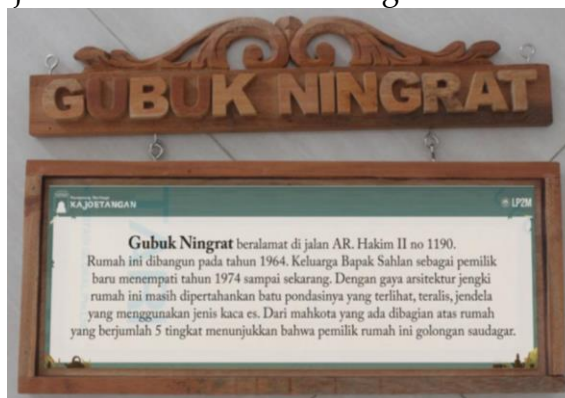 GUBUK NINGRAT
KAJOETANGAN
LP2M
Gubuk Ningrat beralamat di jalan AR. Hakim II no 1190.
Rumah ini dibangun pada tahun 1964. Keluarga Bapak Sahlan sebagai pemilik
baru menempati tahun 1974 sampai sekarang. Dengan gaya arsitektur jengki
rumah ini masih dipertahankan batu pondasinya yang terlihat, teralis, jendela
yang menggunakan jenis kaca es. Dari mahkota yang ada dibagian atas rumah
yang berjumlah 5 tingkat menunjukkan bahwa pemilik rumah ini golongan saudagar.